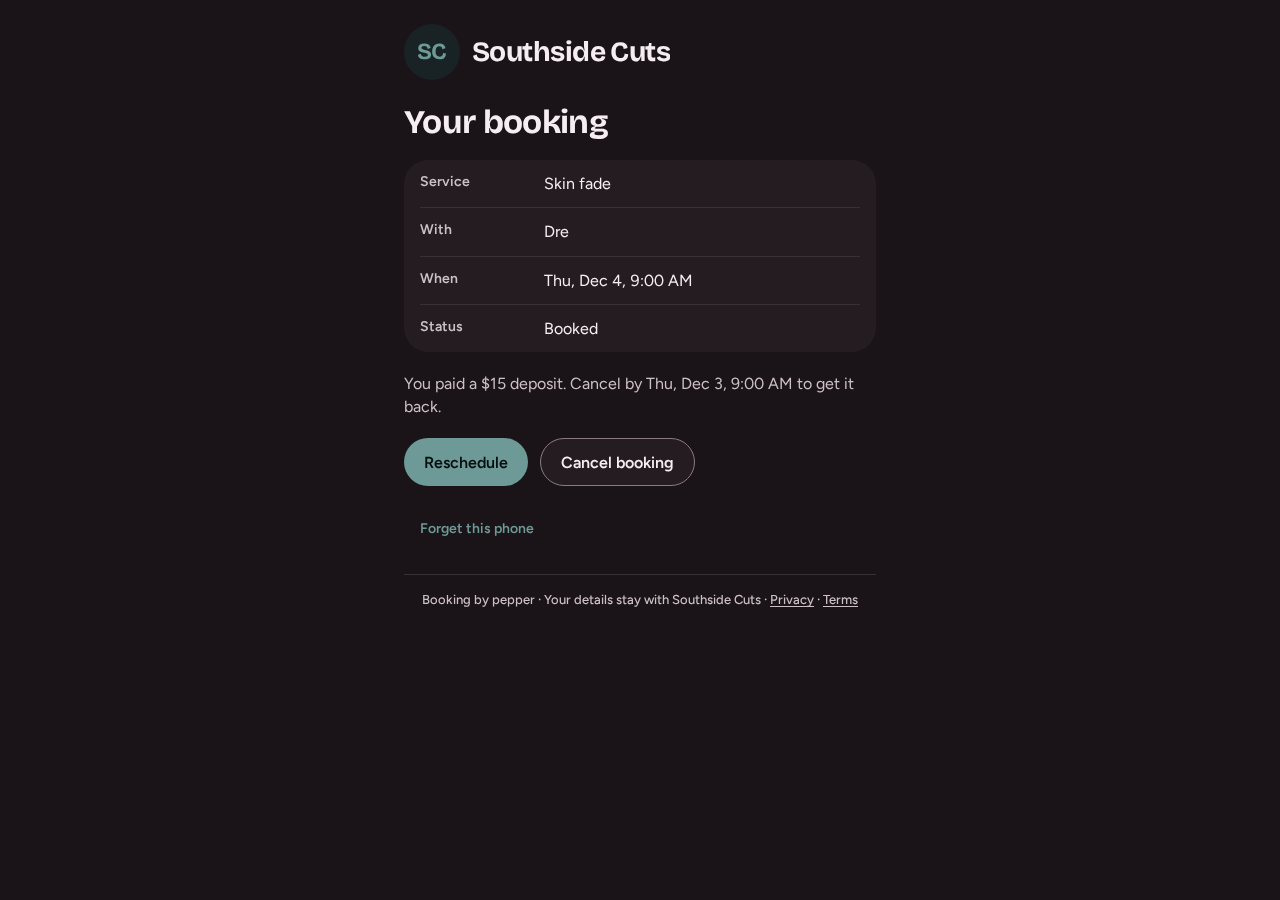 SC
Southside Cuts
Your booking
Service Skin fade
With Dre
When Thu, Dec 4, 9:00 AM
Status Booked
You paid a $15 deposit. Cancel by Thu, Dec 3, 9:00 AM to get it
back.
Reschedule Cancel booking
Forget this phone
Booking by pepper · Your details stay with Southside Cuts · Privacy · Terms